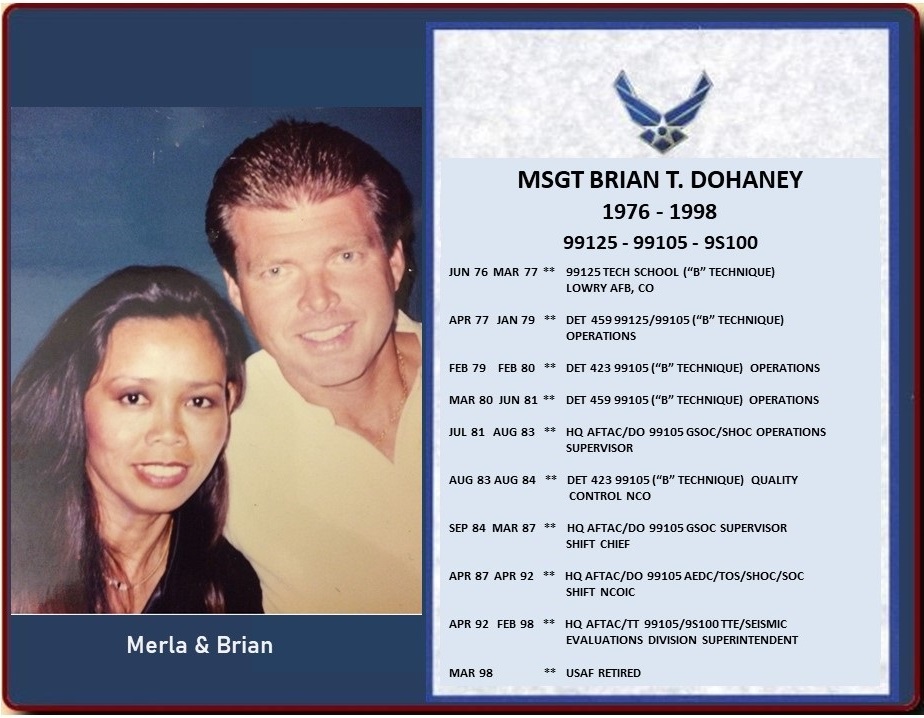 MSGT BRIAN T. DOHANEY
1976 - 1998
99125 - 99105 - 9S100
JUN 76 MAR 77 ** 99125 TECH SCHOOL (“B” TECHNIQUE)
LOWRY AFB, CO
APR 77 JAN 79 ** DET 459 99125/99105 (“B” TECHNIQUE)
OPERATIONS
FEB 79 FEB 80 ** DET 423 99105 (“B” TECHNIQUE) OPERATIONS
MAR 80 JUN 81 ** DET 459 99105 (“B” TECHNIQUE) OPERATIONS
JUL 81 AUG 83 ** HQ AFTAC/DO 99105 GSOC/SHOC OPERATIONS
SUPERVISOR
AUG 83 AUG 84 ** DET 423 99105 (“B” TECHNIQUE) QUALITY
CONTROL NCO
SEP 84 MAR 87 ** HQ AFTAC/DO 99105 GSOC SUPERVISOR
SHIFT CHIEF
APR 87 APR 92 ** HQ AFTAC/DO 99105 AEDC/TOS/SHOC/SOC
SHIFT NCOIC
APR 92 FEB 98 ** HQ AFTAC/TT 99105/9S100 TTE/SEISMIC
EVALUATIONS DIVISION SUPERINTENDENT
MAR 98 ** USAF RETIRED
Merla & Brian